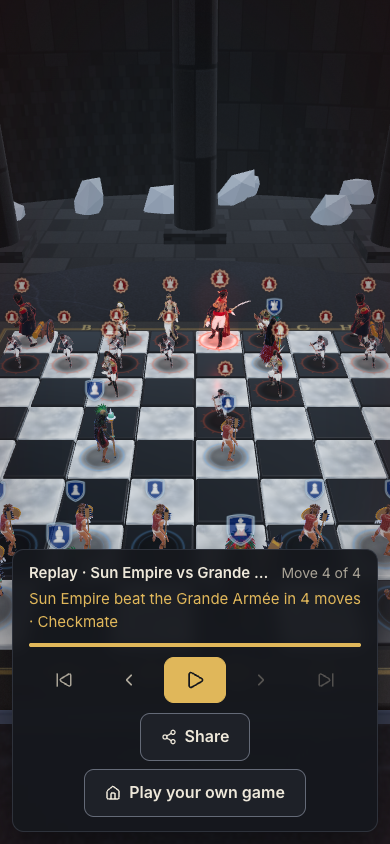 B
C
G
H
Replay · Sun Empire vs Grande ...
Move 4 of 4
Sun Empire beat the Grande Armée in 4 moves
· Checkmate
Share
Play your own game